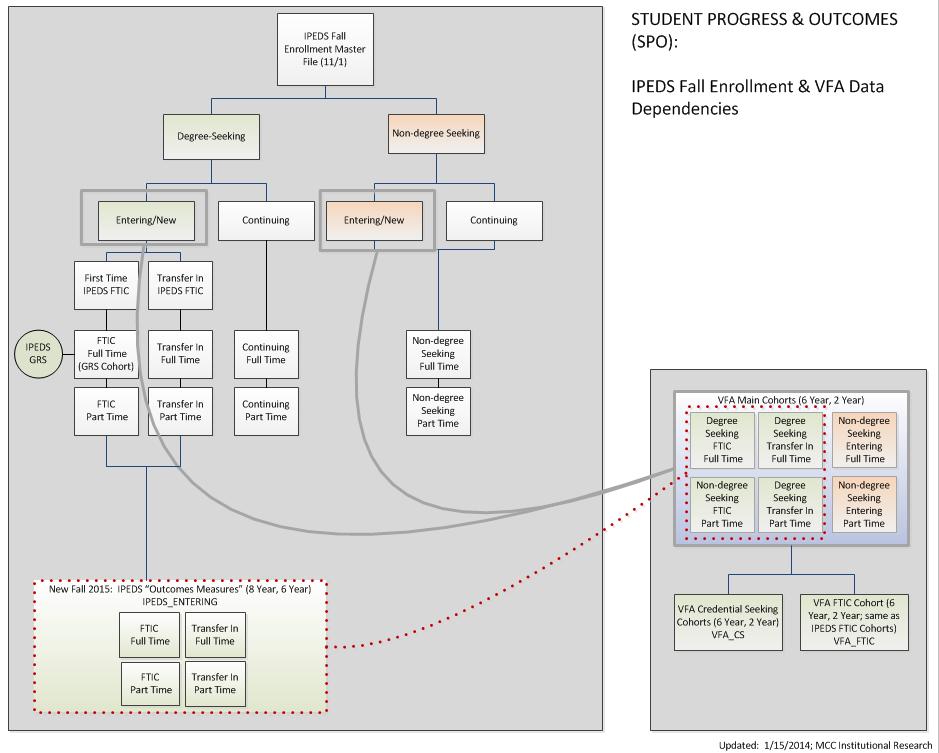 STUDENT PROGRESS & OUTCOMES
(SPO):
IPEDS Fall Enrollment & VFA Data
Dependencies
IPEDS Fall
Enrollment Master
File (11/1)
Degree-Seeking
Non-degree Seeking
Entering/New
Continuing
Entering/New
Continuing
First Time
IPEDS FTIC
Transfer In
IPEDS FTIC
IPEDS
GRS
FTIC
Full Time
(GRS Cohort)
Transfer In
Full Time
Continuing
Full Time
Non-degree
Seeking
Full Time
FTIC
Part Time
Transfer In
Part Time
Continuing
Part Time
Non-degree
Seeking
Part Time
VFA Main Cohorts (6 Year, 2 Year)
Degree
Seeking
FTIC
Full Time
Degree
Seeking
Transfer In
Full Time
Non-degree
Seeking
Entering
Full Time
Non-degree
Seeking
FTIC
Part Time
Degree
Seeking
Transfer In
Part Time
Non-degree
Seeking
Entering
Part Time
VFA Credential Seeking
Cohorts (6 Year, 2 Year)
VFA_CS
VFA FTIC Cohort (6
Year, 2 Year; same as
IPEDS FTIC Cohorts)
VFA_FTIC
New Fall 2015:  IPEDS "Outcomes Measures" (8 Year, 6 Year)
IPEDS_ENTERING
FTIC
Full Time
Transfer In
Full Time
FTIC
Part Time
Transfer In
Part Time
Updated:  1/15/2014; MCC Institutional Research